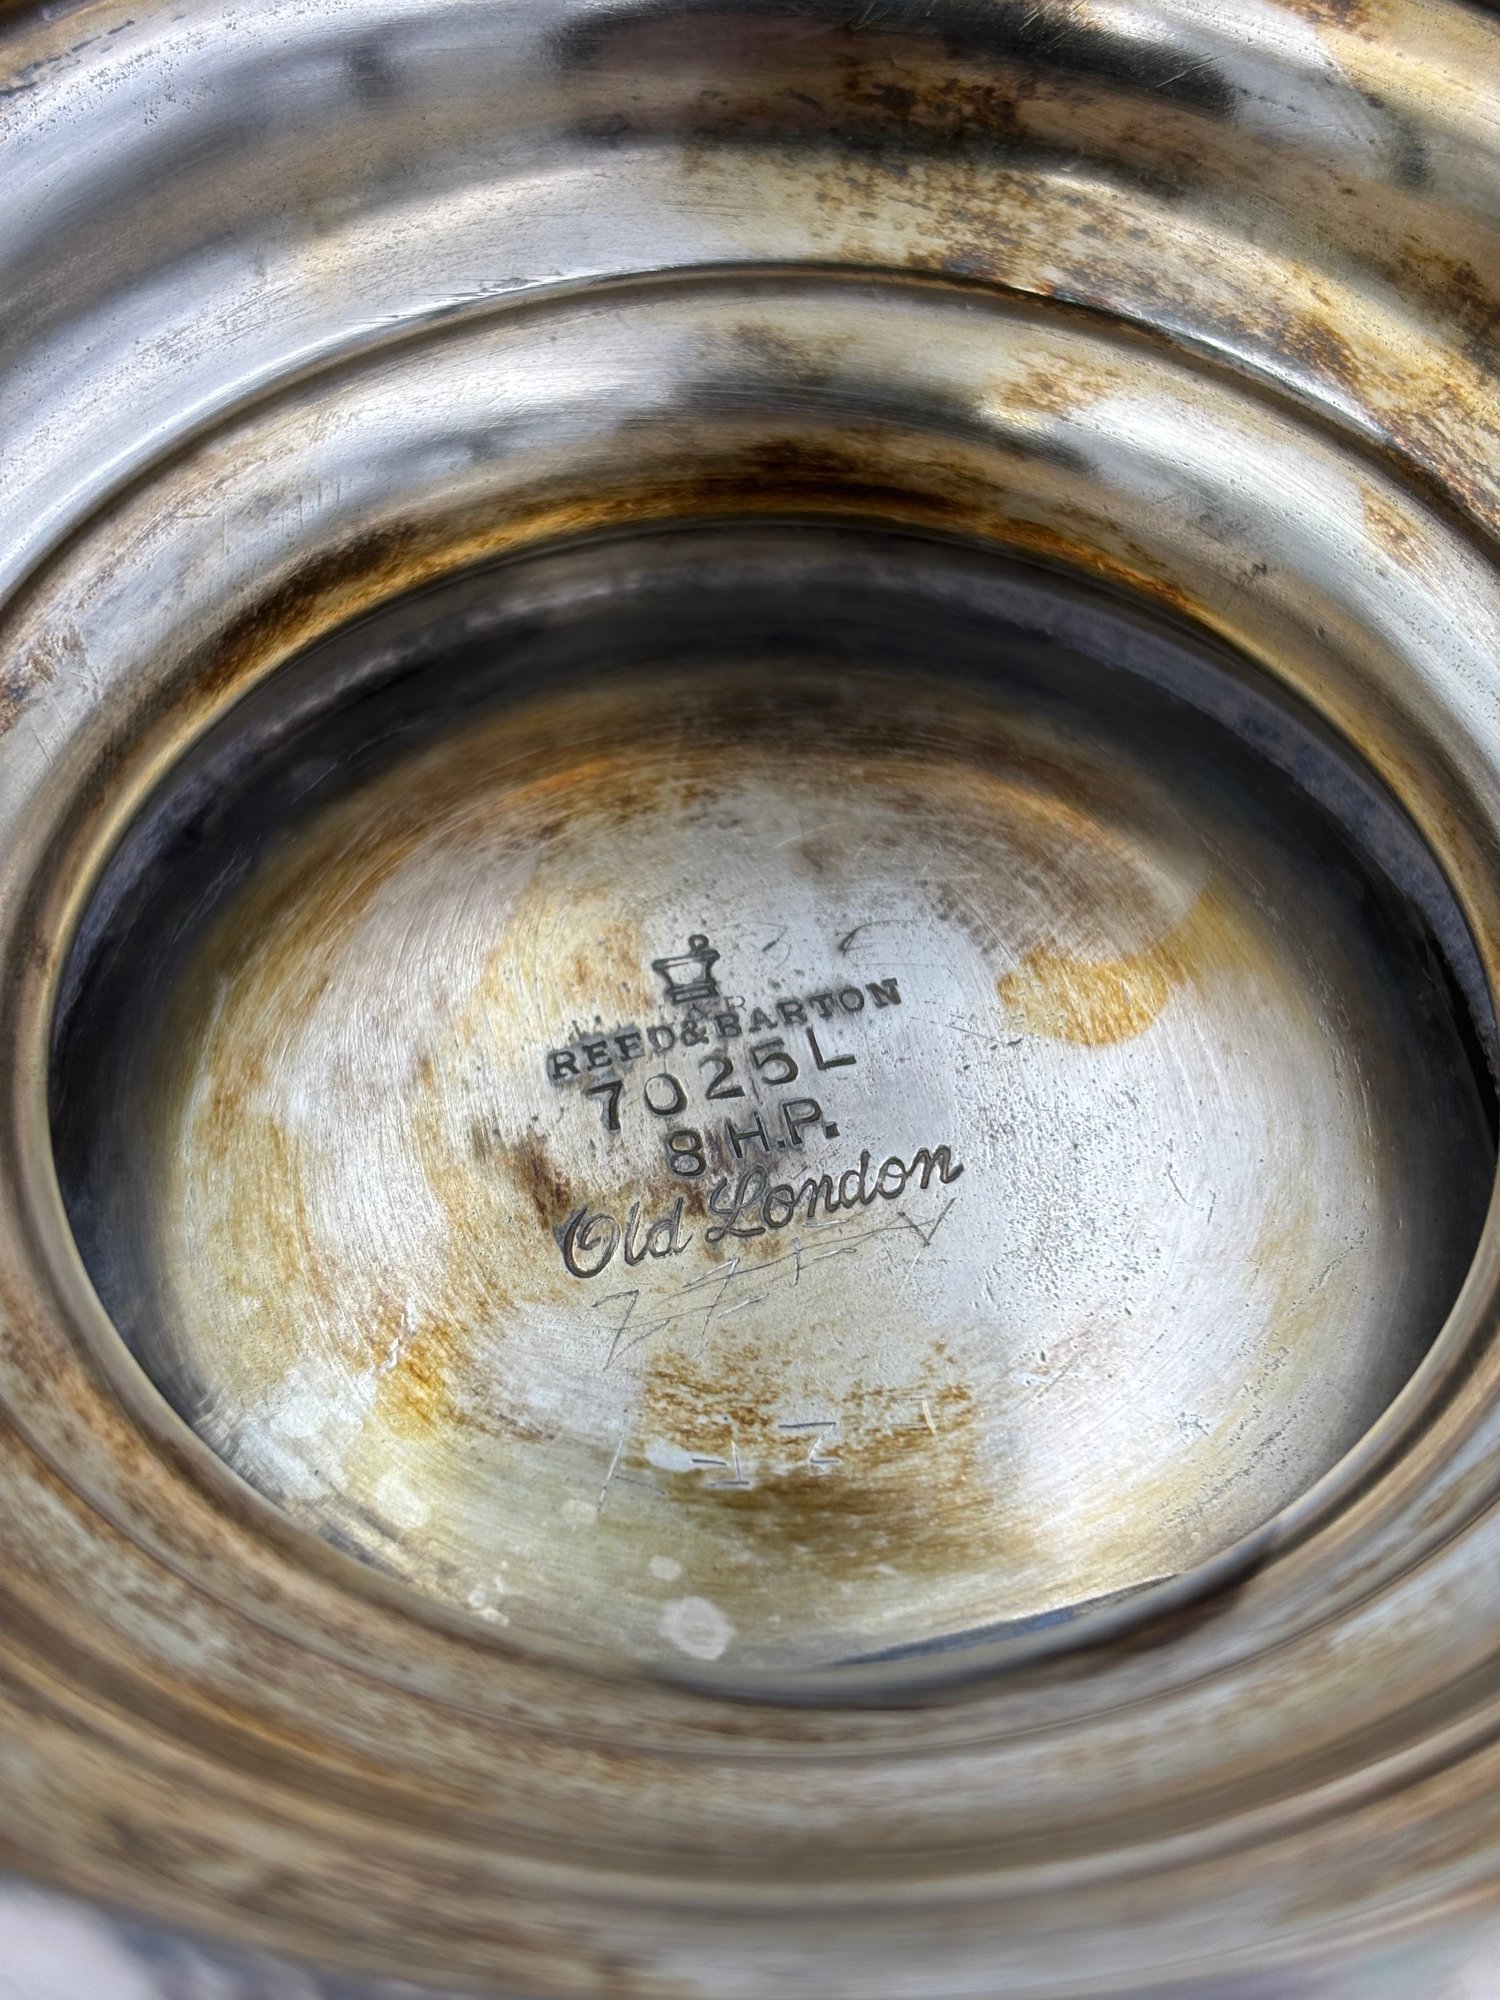 REED&BARTON
7025L
8 H.P.
Old London